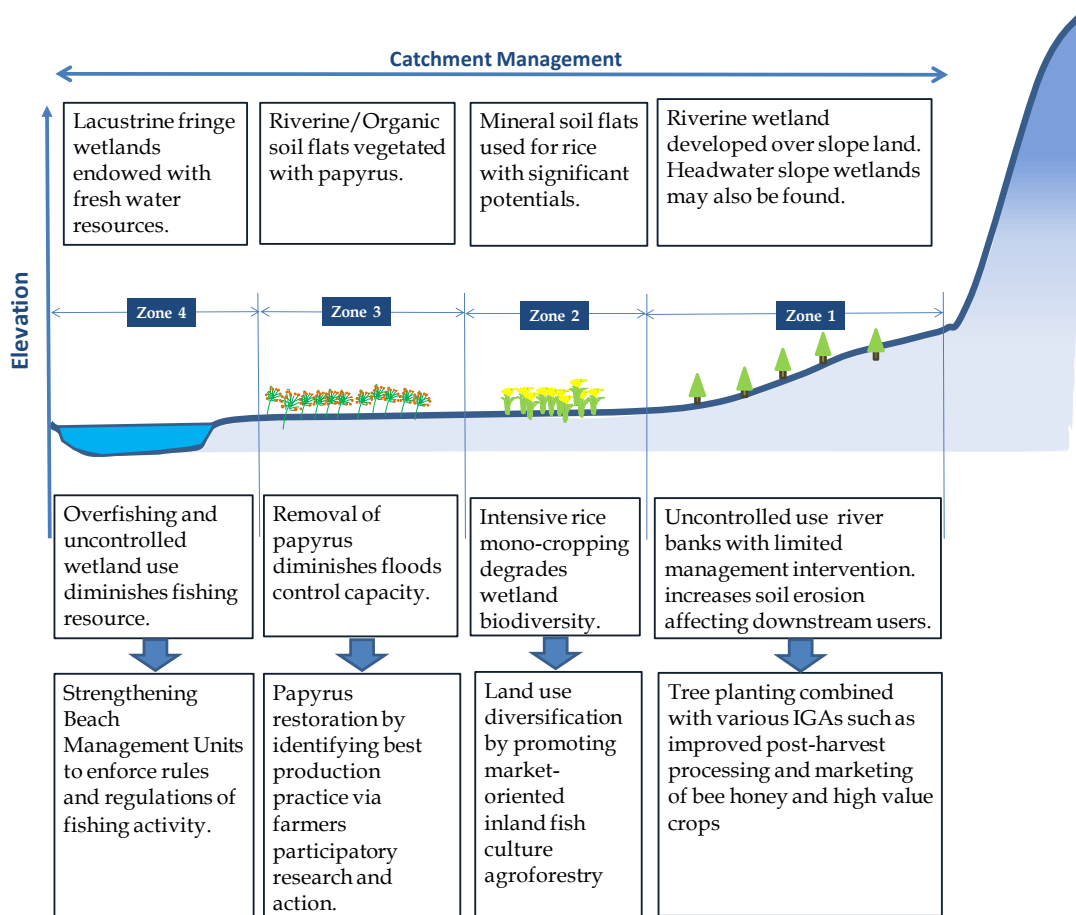 Catchment Management
Elevation
Lacustrine fringe
wetlands
endowed with
fresh water
resources.
Riverine/Organic
soil flats vegetated
with papyrus.
Mineral soil flats
used for rice
with significant
potentials.
Riverine wetland
developed over slope land.
Headwater slope wetlands
may also be found.
Zone 4
Zone 3
Zone 2
Zone 1
Overfishing and
uncontrolled
wetland use
diminishes fishing
resource.
Removal of
papyrus
diminishes floods
control capacity.
Intensive rice
mono-cropping
degrades
wetland
biodiversity.
Uncontrolled use river
banks with limited
management intervention.
increases soil erosion
affecting downstream users.
Strengthening
Beach
Management Units
to enforce rules
and regulations of
fishing activity.
Papyrus
restoration by
identifying best
production
practice via
farmers
participatory
research and
action.
Land use
diversification
by promoting
market-
oriented
inland fish
culture
agroforestry
Tree planting combined
with various IGAs such as
improved post-harvest
processing and marketing
of bee honey and high value
crops